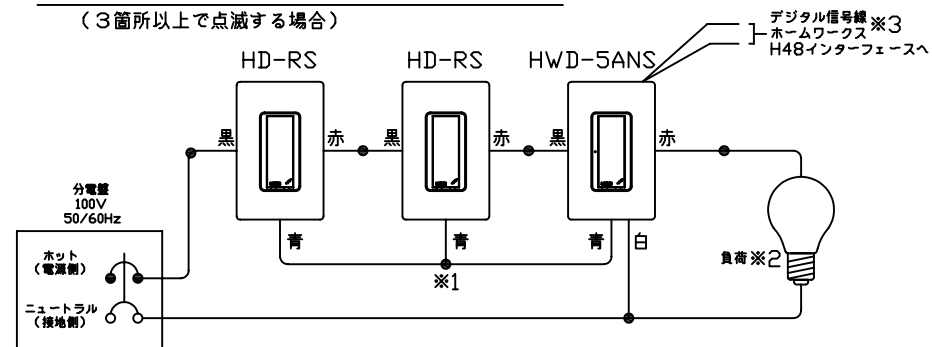 (3箇所以上で点滅する場合)
デジタル信号線
ホームワークス ※3
H48インターフェースへ
HD-RS
HD-RS
HWD-5ANS
黒
赤
黒
赤
黒
赤
分電盤
100V
50/60Hz
青
青
青
白
ホット
(電源側)
※1
負荷※2
ニュートラル
(接地側)